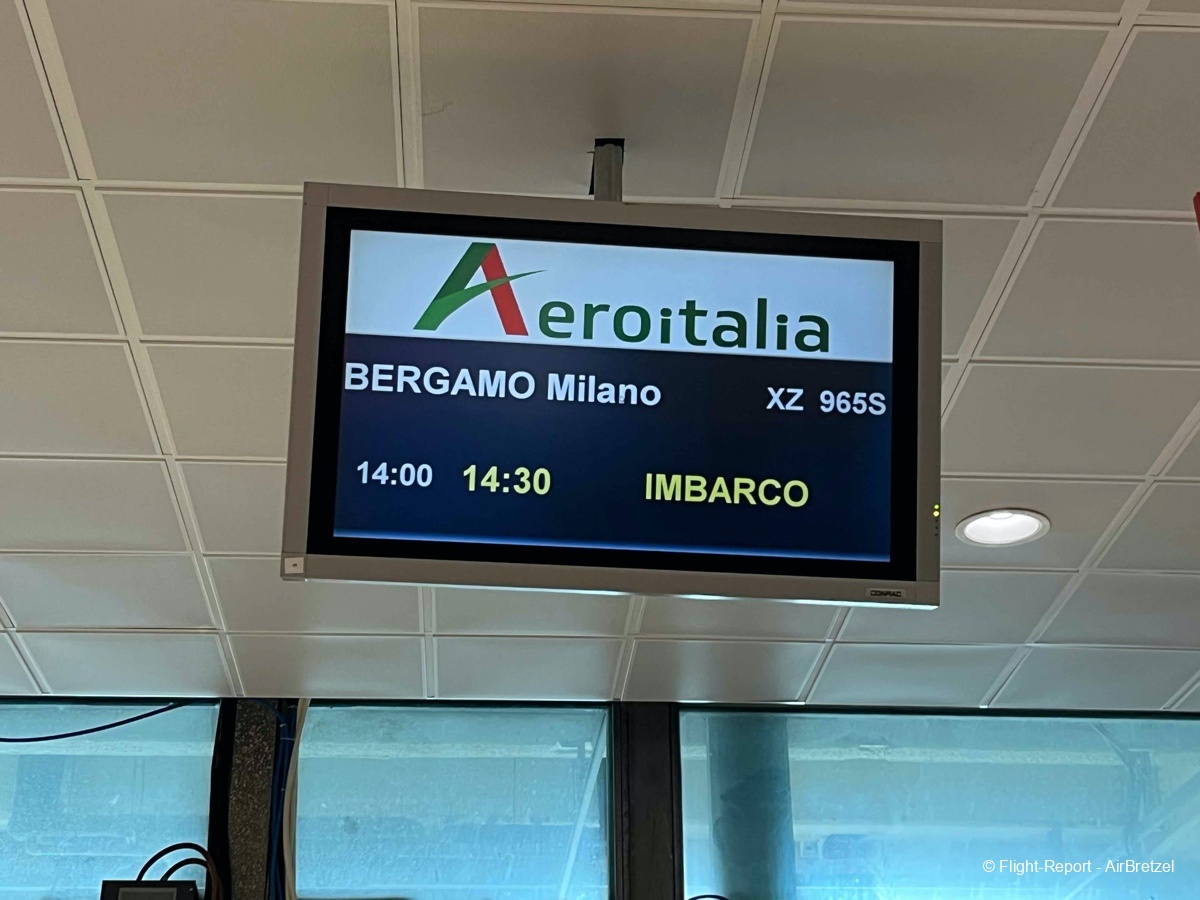 Aeroitalia
BERGAMO Milano XZ 965S
14:00 14:30 IMBARCO
CONRAC
© Flight-Report - AirBretzel